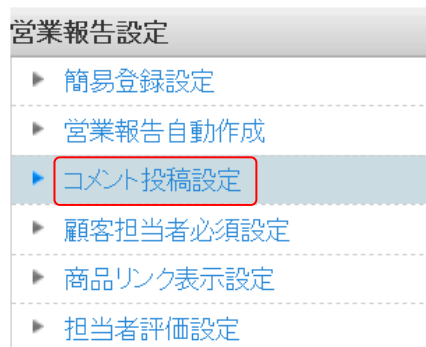 営業報告設定
簡易登録設定
営業報告自動作成
コメント投稿設定
顧客担当者必須設定
商品リンク表示設定
担当者評価設定